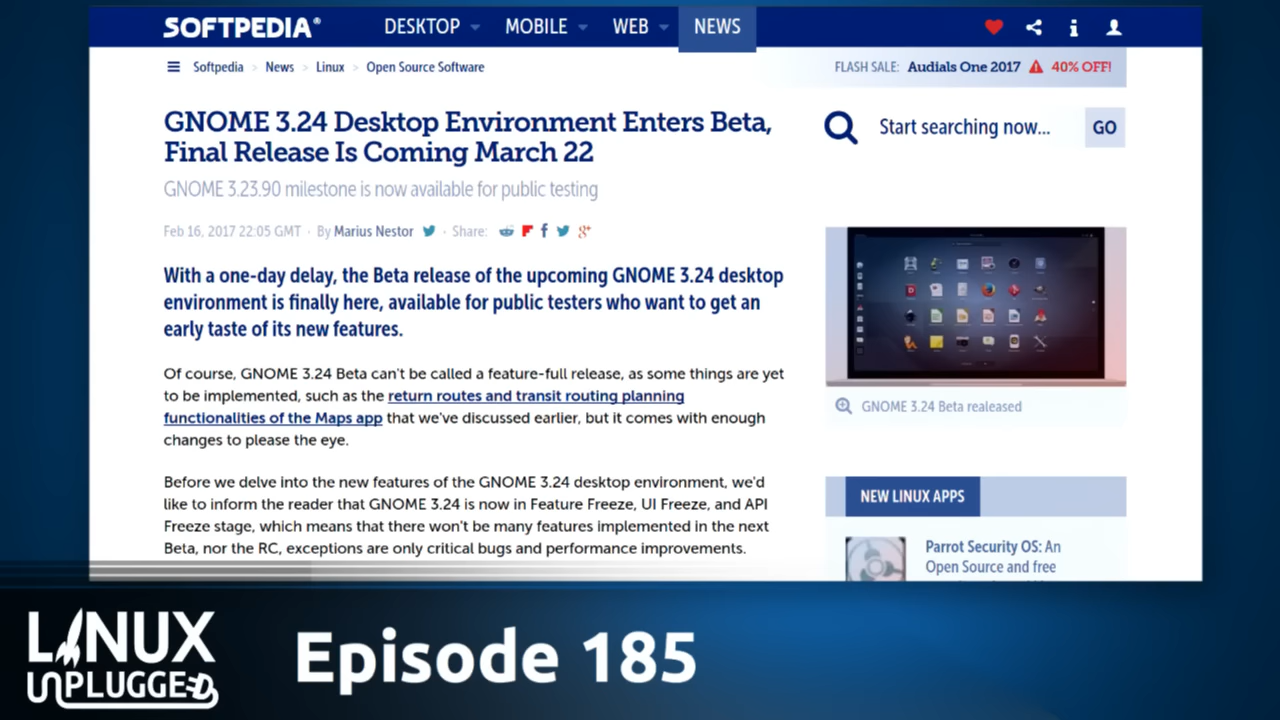 SOFTPEDIA®
DESKTOP
MOBILE
WEB
NEWS
Softpedia > News > Linux > Open Source Software
FLASH SALE: Audials One 2017 40% OFF!
GNOME 3.24 Desktop Environment Enters Beta,
Final Release Is Coming March 22
GNOME 3.23.90 milestone is now available for public testing
Feb 16, 2017 22:05 GMT · By Marius Nestor · Share:
With a one-day delay, the Beta release of the upcoming GNOME 3.24 desktop
environment is finally here, available for public testers who want to get an
early taste of its new features.
Of course, GNOME 3.24 Beta can't be called a feature-full release, as some things are yet
to be implemented, such as the return routes and transit routing planning
functionalities of the Maps app that we've discussed earlier, but it comes with enough
changes to please the eye.
Before we delve into the new features of the GNOME 3.24 desktop environment, we'd
like to inform the reader that GNOME 3.24 is now in Feature Freeze, UI Freeze, and API
Freeze stage, which means that there won't be many features implemented in the next
Beta, nor the RC, exceptions are only critical bugs and performance improvements.
Start searching now...
GO
GNOME 3.24 Beta realeased
NEW LINUX APPS
Parrot Security OS: An
Open Source and free
LINUX
UNPLUGGED
Episode 185